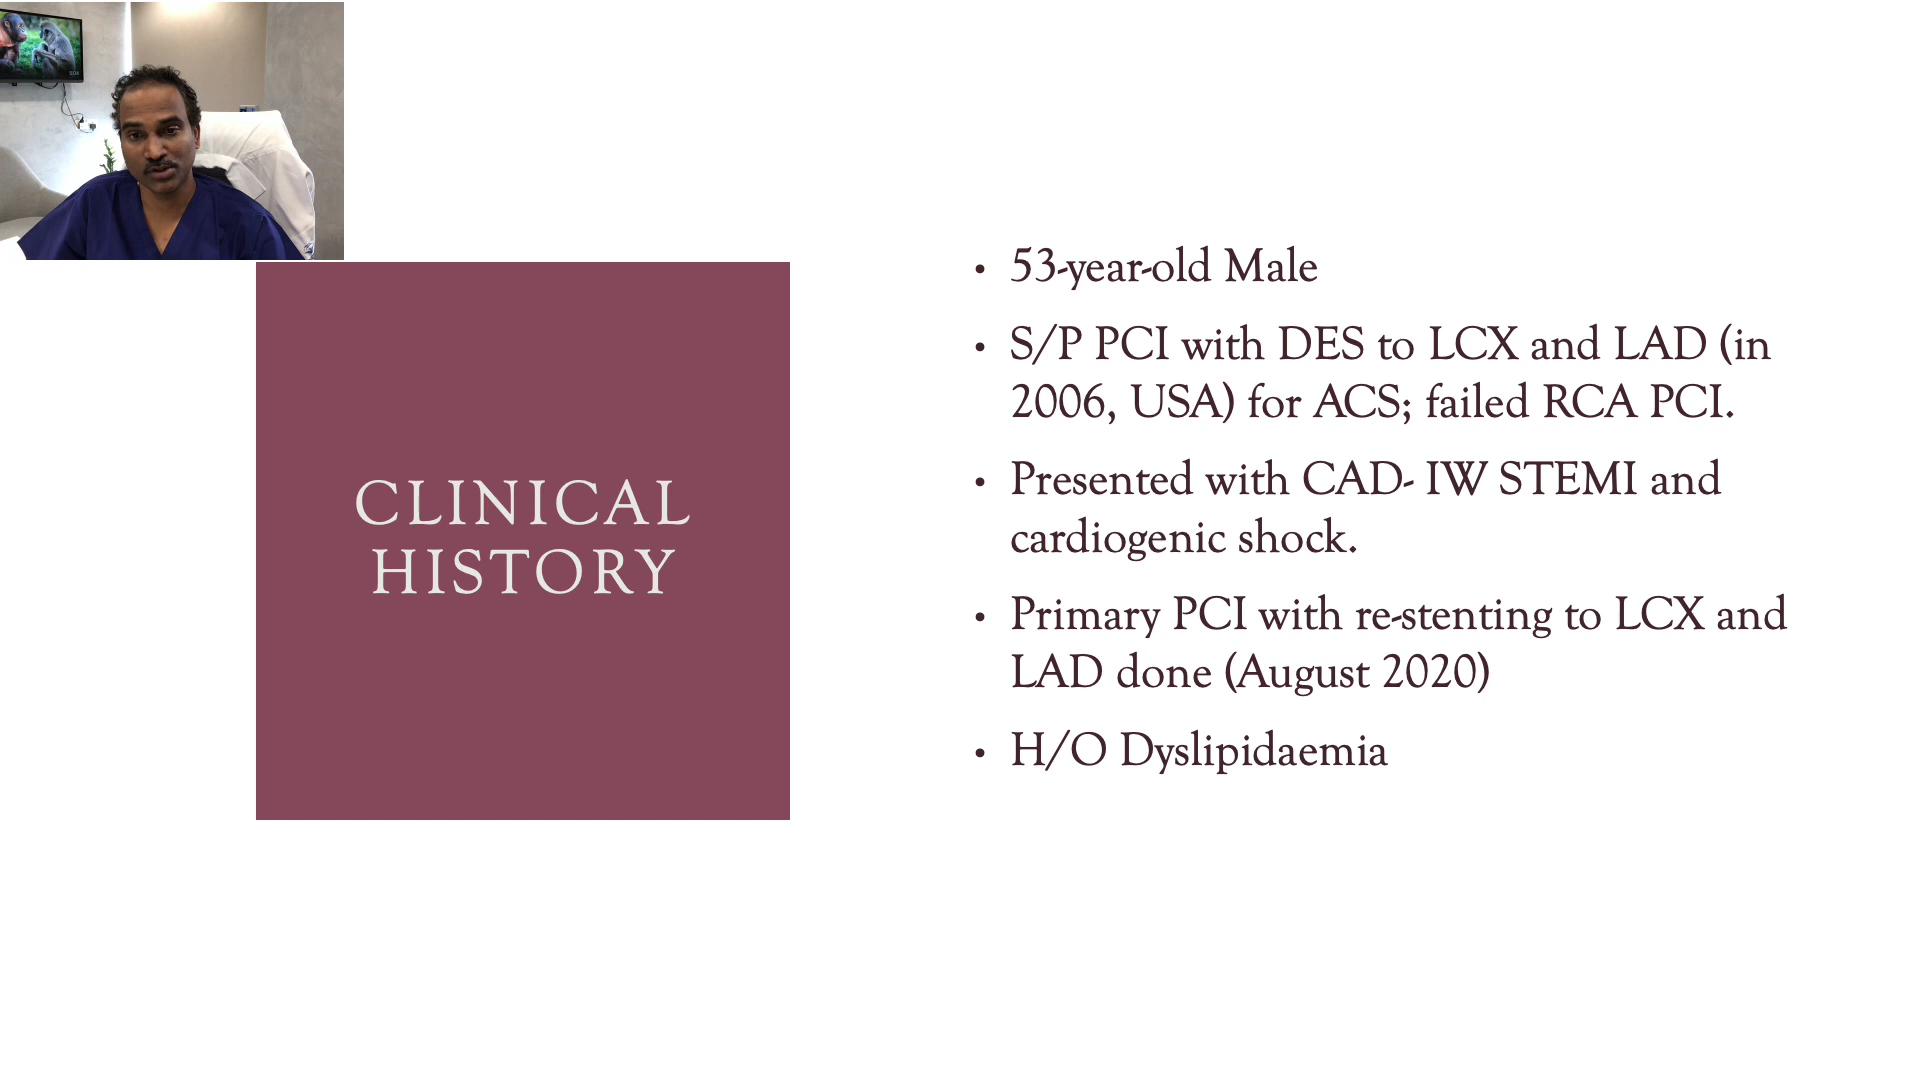 CLINICAL
HISTORY
• 53-year-old Male
• S/P PCI with DES to LCX and LAD (in
2006, USA) for ACS; failed RCA PCI.
• Presented with CAD- IW STEMI and
cardiogenic shock.
• Primary PCI with re-stenting to LCX and
LAD done (August 2020)
• H/O Dyslipidaemia